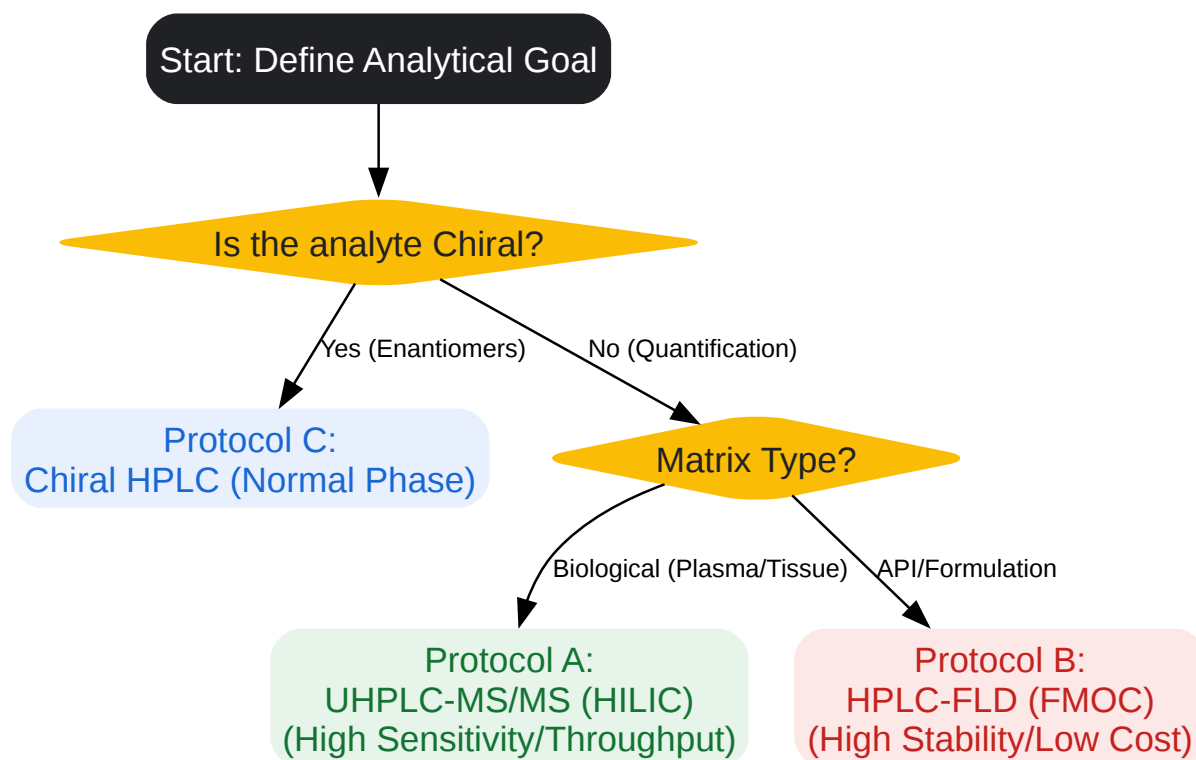 Start: Define Analytical Goal
Is the analyte Chiral?
Yes (Enantiomers)
No (Quantification)
Protocol C:
Chiral HPLC (Normal Phase)
Matrix Type?
Biological (Plasma/Tissue)
API/Formulation
Protocol A:
UHPLC-MS/MS (HILIC)
(High Sensitivity/Throughput)
Protocol B:
HPLC-FLD (FMOC)
(High Stability/Low Cost)